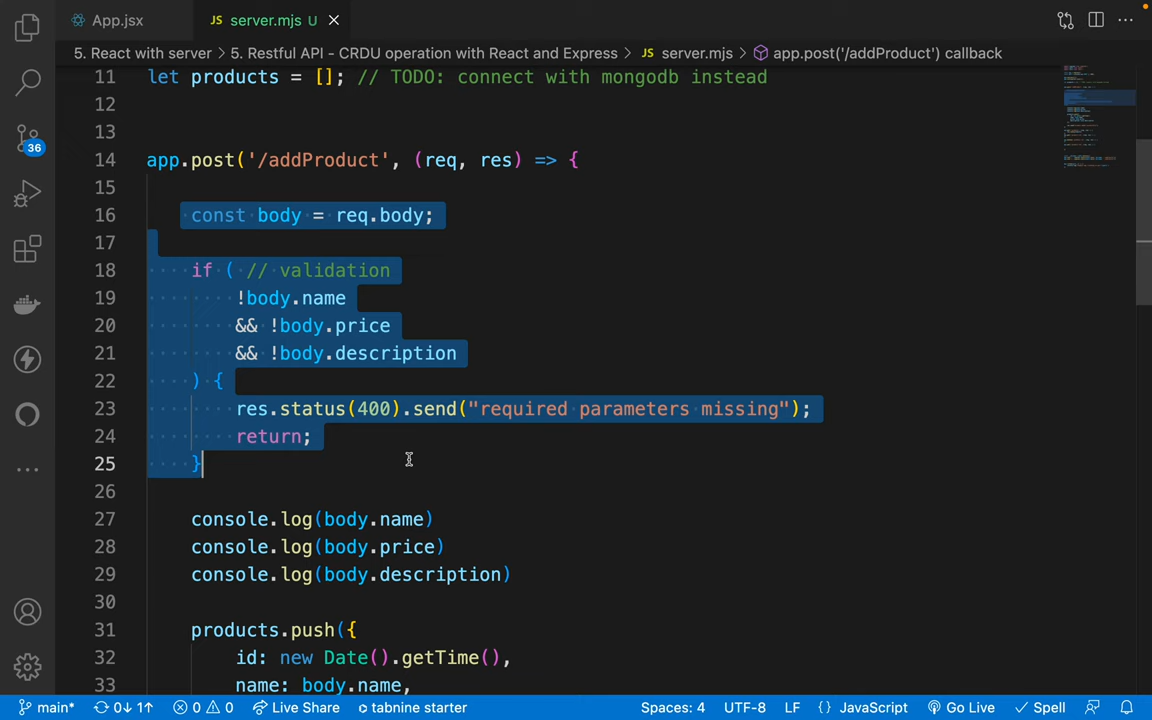 App.jsx
JS server.mjs U
5. React with server > 5. Restful API - CRDU operation with React and Express > JS server.mjs > app.post('/addProduct') callback
11 let products = []; // TODO: connect with mongodb instead
12
13
14 app.post('/addProduct', (req, res) => {
15
16 const body = req.body;
17
18 if ( // validation
19 !body.name
20 && !body.price
21 && !body.description
22 ) {
23 res.status(400).send("required parameters missing");
24 return;
25 }
26
27 console.log(body.name)
28 console.log(body.price)
29 console.log(body.description)
30
31 products.push({
32 id: new Date().getTime(),
33 name: body.name,
36
main* 0↓ 1↑ 0 0 Live Share tabnine starter Spaces: 4 UTF-8 LF {} JavaScript Go Live Spell